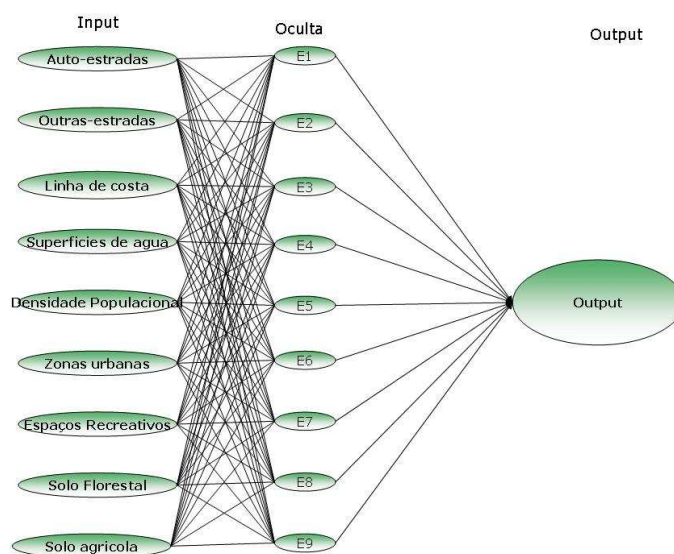 Input
Oculta
Output
Auto-estradas
E1
Outras-estradas
E2
Linha de costa
E3
Superficies de agua
E4
Densidade Populacional
E5
Output
Zonas urbanas
E6
Espaços Recreativos
E7
Solo Florestal
E8
Solo agricola
E9